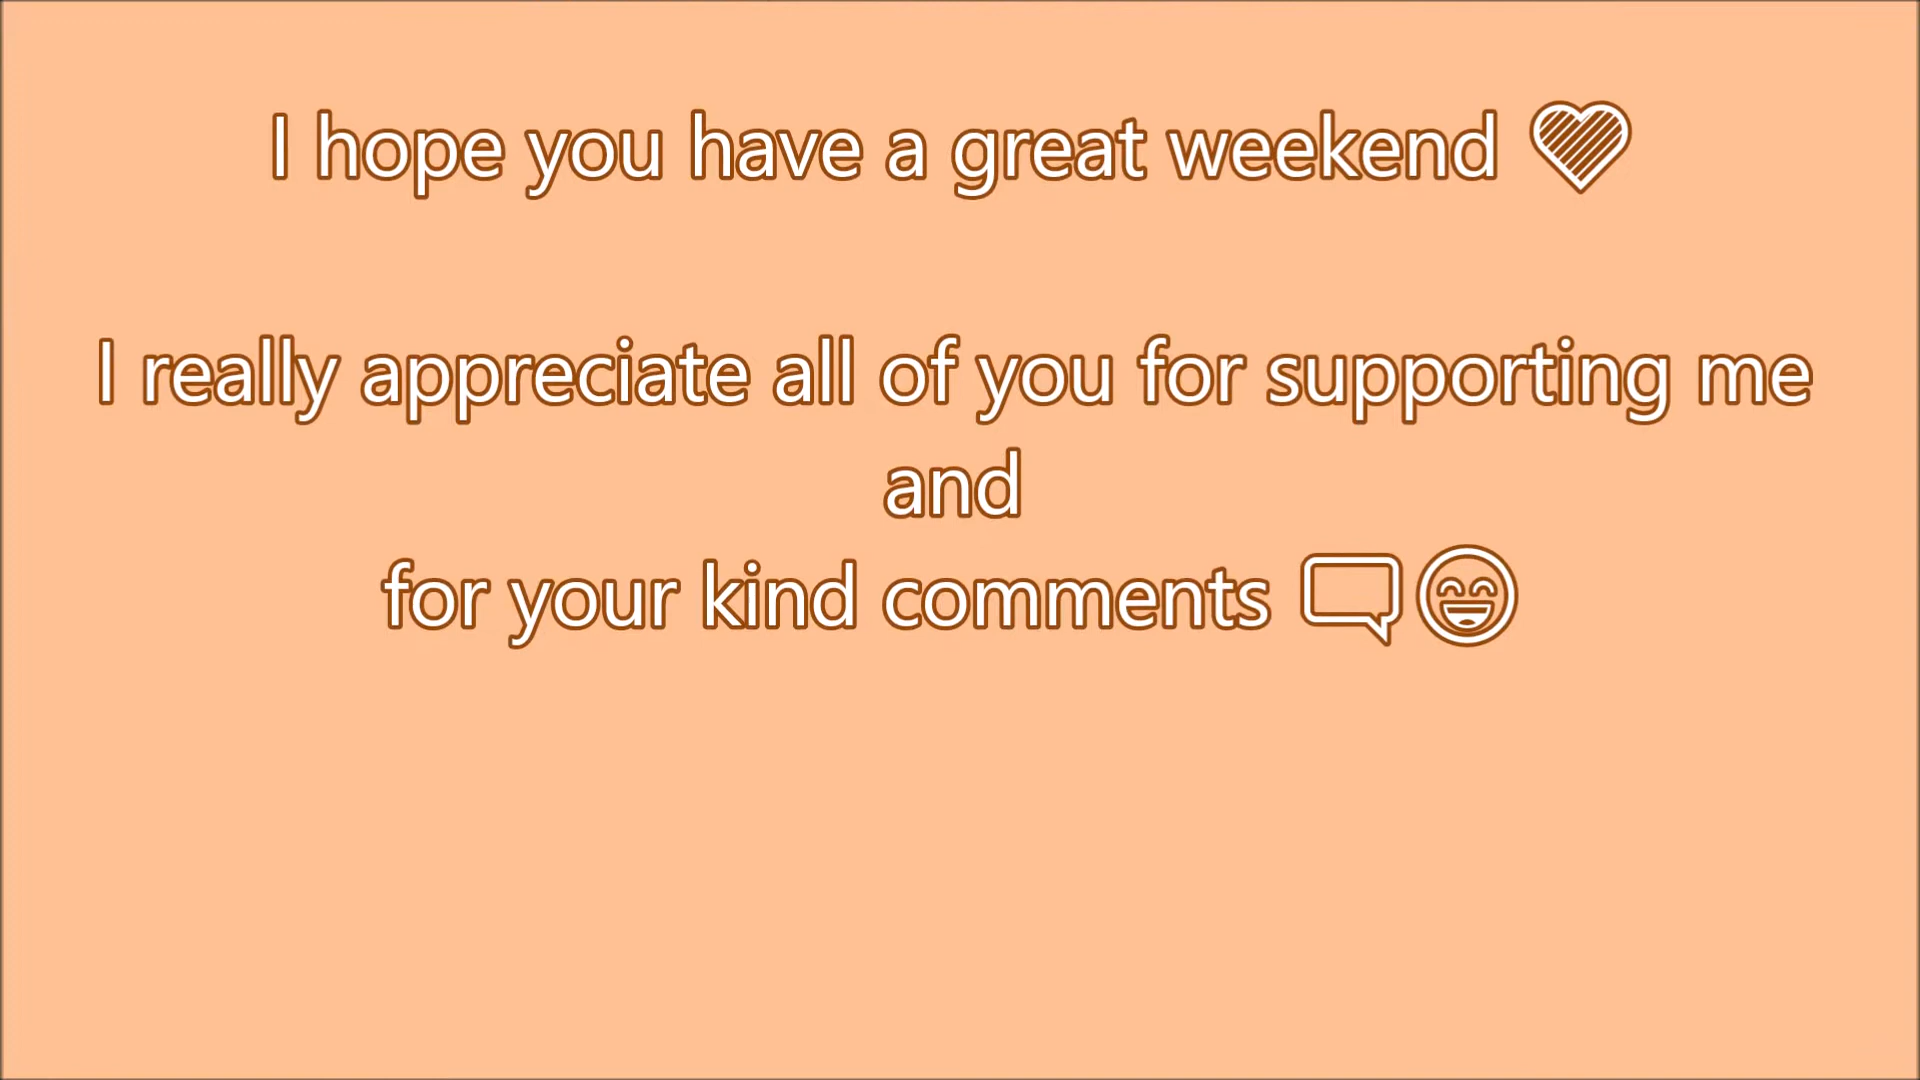 I hope you have a great weekend ♥
I really appreciate all of you for supporting me
and
for your kind comments 🗨😄